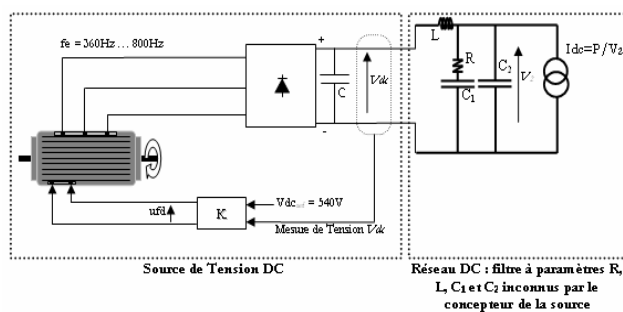 fe = 360Hz... 800Hz
+
C
Vdc
-
ufd
K
Vdcref = 540V
Mesure de Tension Vdc
Source de Tension DC
L
R
C1
C2
Idc=P/V2
Réseau DC : filtre à paramètres R,
L, C1 et C2 inconnus par le
concepteur de la source